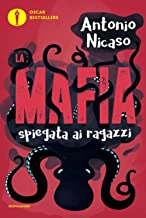 OSCAR
BESTSELLERS
Antonio
Nicaso
LA
MAFIA
spiegata ai ragazzi
MONDADORI